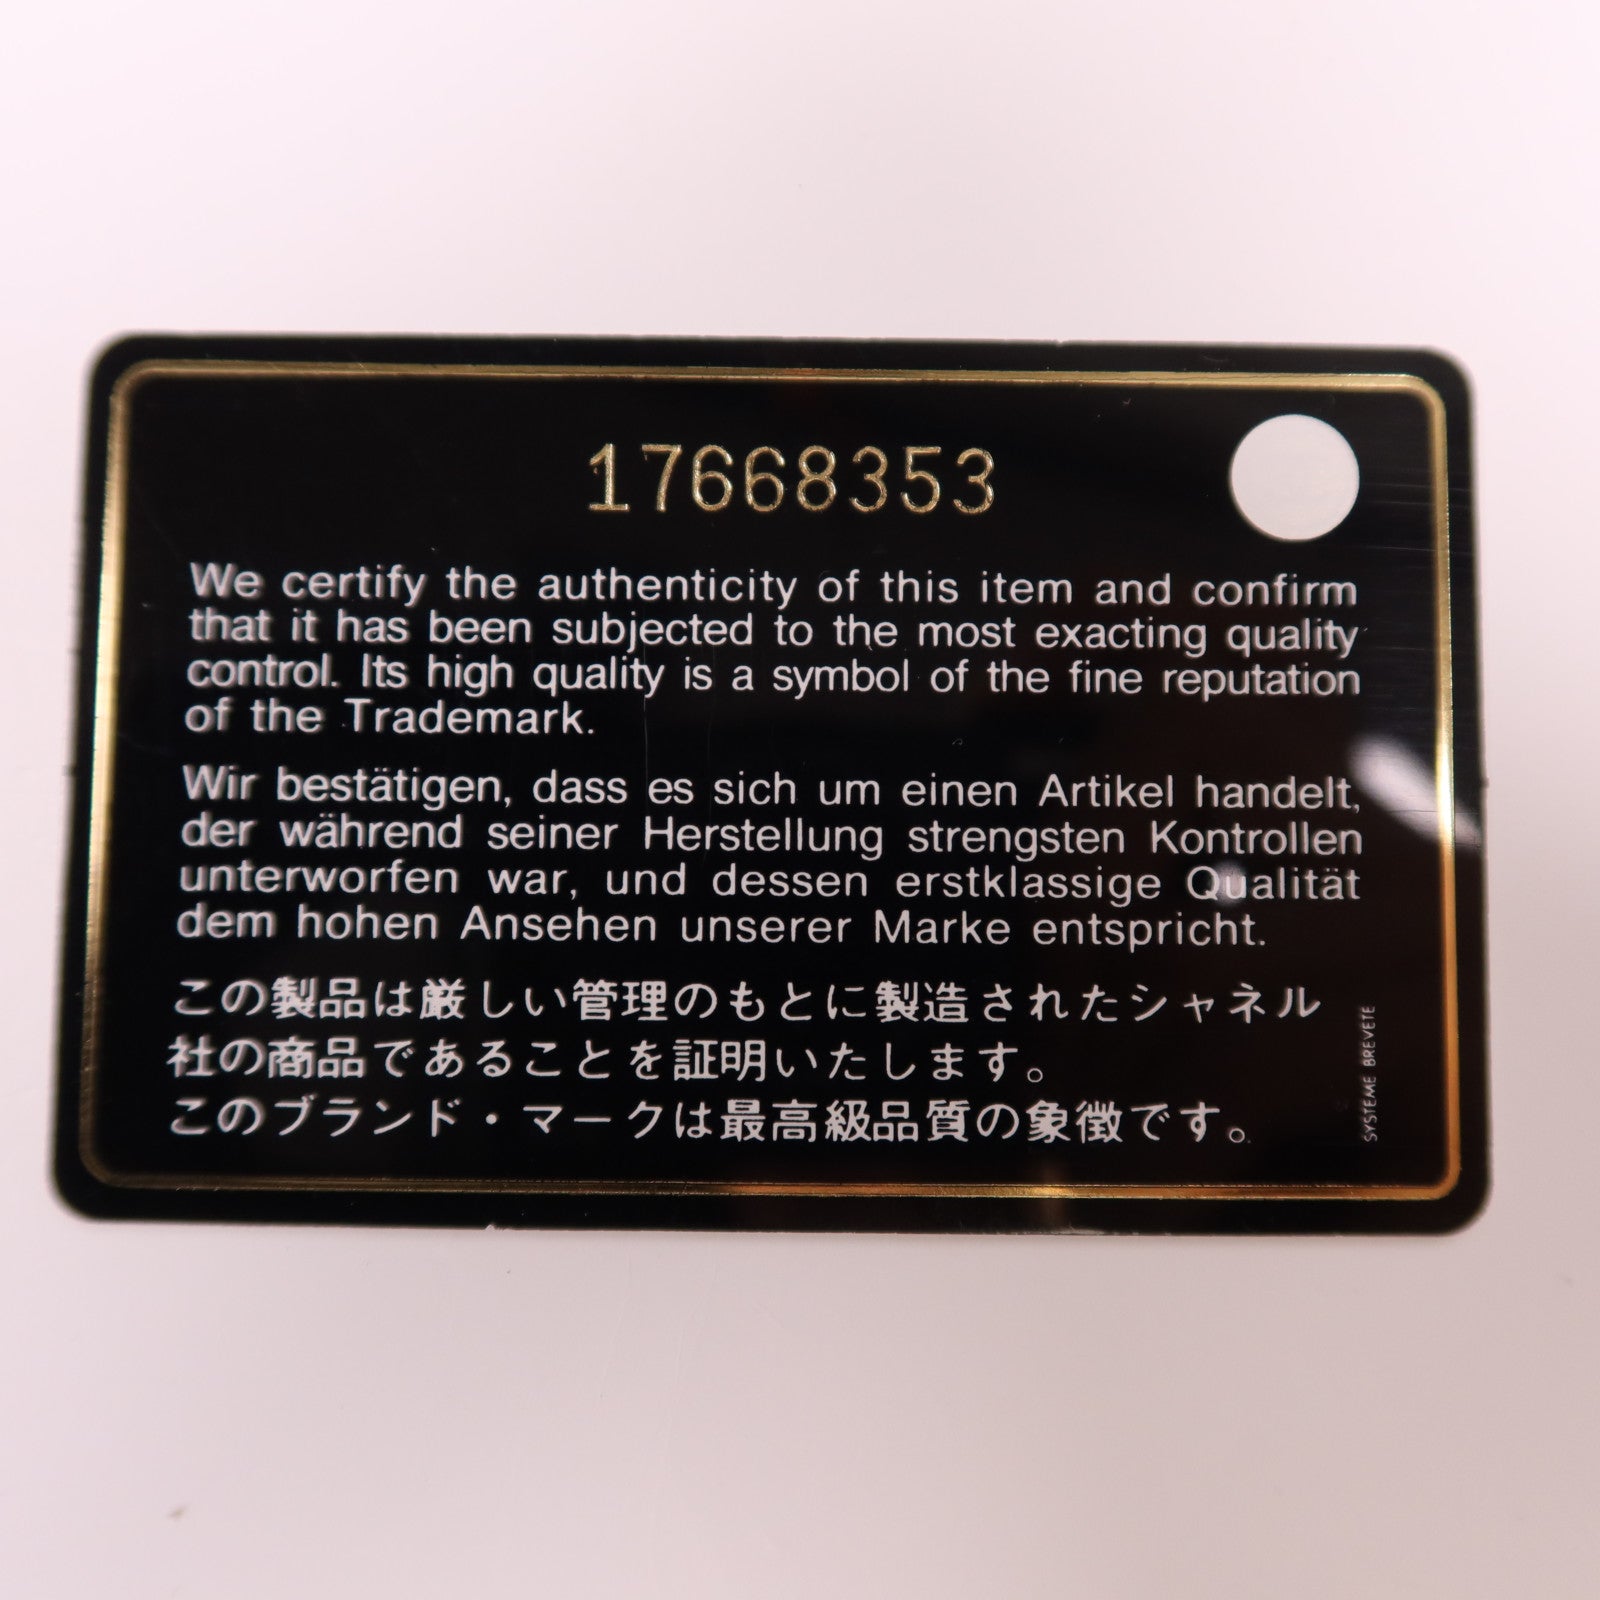 17668353
We certify the authenticity of this item and confirm
that it has been subjected to the most exacting quality
control. Its high quality is a symbol of the fine reputation
of the Trademark.
Wir bestätigen, dass es sich um einen Artikel handelt,
der während seiner Herstellung strengsten Kontrollen
unterworfen war, und dessen erstklassige Qualität
dem hohen Ansehen unserer Marke entspricht.
この製品は厳しい管理のもとに製造されたシャネル
社の商品であることを証明いたします。
このブランド・マークは最高級品質の象徴です。
SYSTEME BREVETE